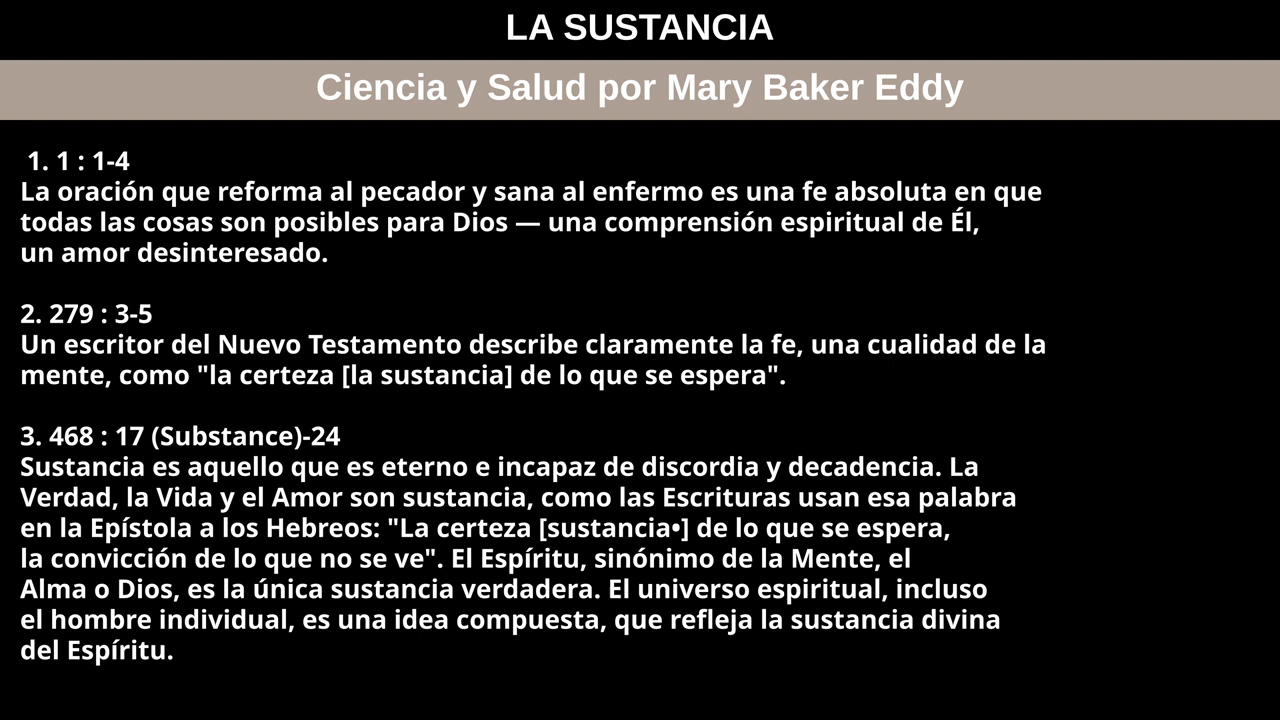 LA SUSTANCIA
Ciencia y Salud por Mary Baker Eddy
1. 1 : 1-4
La oración que reforma al pecador y sana al enfermo es una fe absoluta en que
todas las cosas son posibles para Dios — una comprensión espiritual de Él,
un amor desinteresado.
2. 279 : 3-5
Un escritor del Nuevo Testamento describe claramente la fe, una cualidad de la
mente, como "la certeza [la sustancia] de lo que se espera".
3. 468 : 17 (Substance)-24
Sustancia es aquello que es eterno e incapaz de discordia y decadencia. La
Verdad, la Vida y el Amor son sustancia, como las Escrituras usan esa palabra
en la Epístola a los Hebreos: "La certeza [sustancia•] de lo que se espera,
la convicción de lo que no se ve". El Espíritu, sinónimo de la Mente, el
Alma o Dios, es la única sustancia verdadera. El universo espiritual, incluso
el hombre individual, es una idea compuesta, que refleja la sustancia divina
del Espíritu.